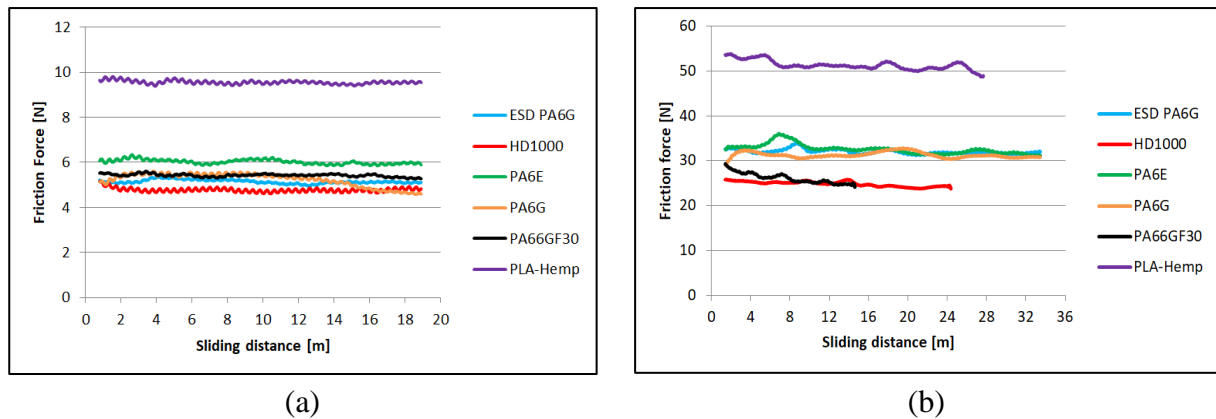 Friction Force [N]
12
10
8
6
4
2
0
0 2 4 6 8 10 12 14 16 18 20
Sliding distance [m]
ESD PA6G
HD1000
PA6E
PA6G
PA66GF30
PLA-Hemp
(a)
Friction force [N]
60
50
40
30
20
10
0
0 4 8 12 16 20 24 28 32 36
Sliding distance [m]
ESD PA6G
HD1000
PA6E
PA6G
PA66GF30
PLA-Hemp
(b)